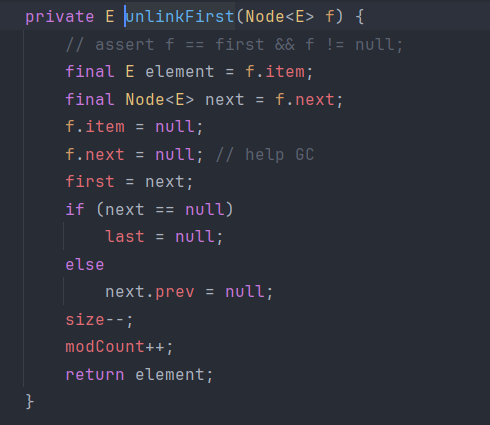 private E unlinkFirst(Node<E> f) {
    // assert f == first && f != null;
    final E element = f.item;
    final Node<E> next = f.next;
    f.item = null;
    f.next = null; // help GC
    first = next;
    if (next == null)
        last = null;
    else
        next.prev = null;
    size--;
    modCount++;
    return element;
}